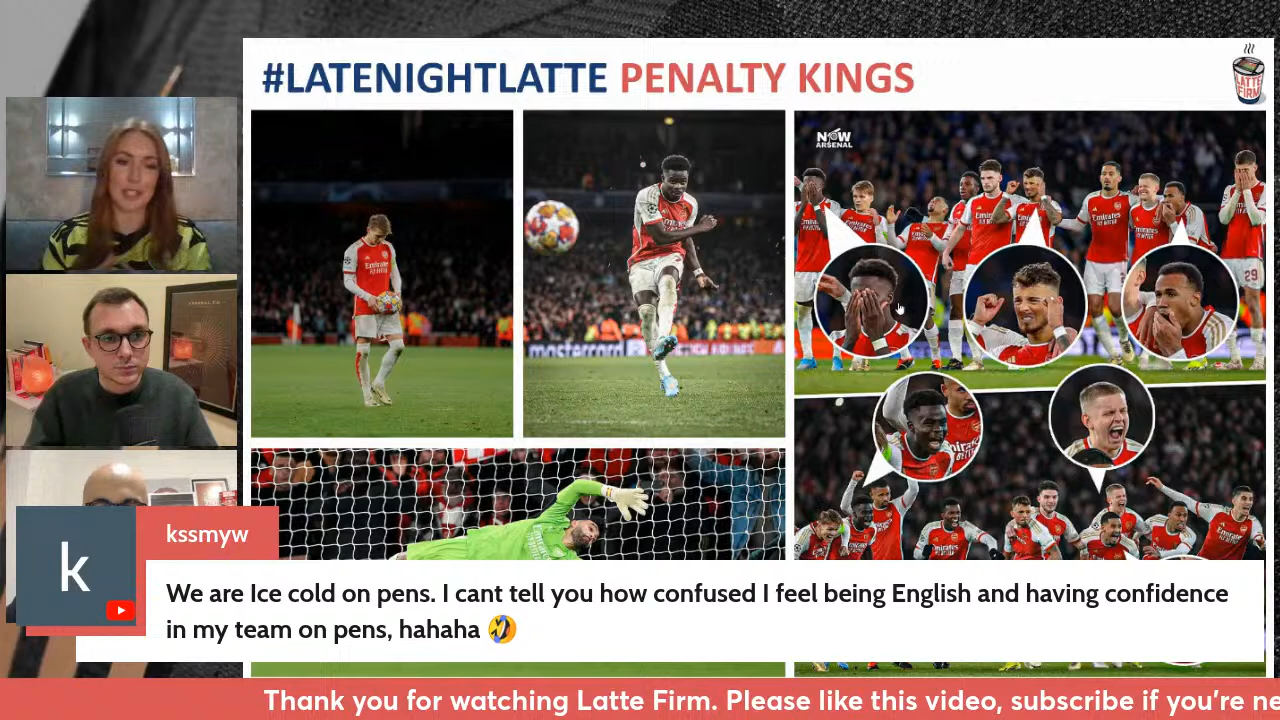 #LATENIGHTLATTE PENALTY KINGS
LATTE
FIRM
NOW
ARSENAL
mastercard
29
k
kssmyw
We are Ice cold on pens. I cant tell you how confused I feel being English and having confidence
in my team on pens, hahaha 🤣
Thank you for watching Latte Firm. Please like this video, subscribe if you're ne